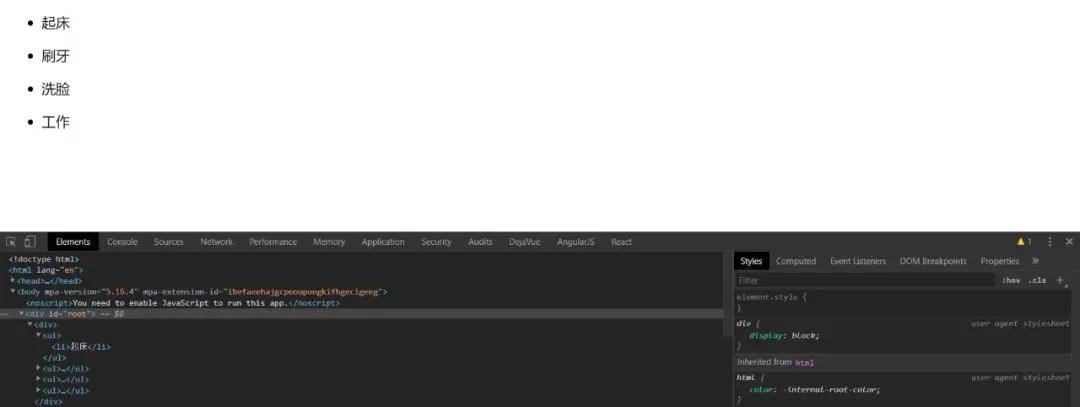 起床
刷牙
洗脸
工作
Elements Console Sources Network Performance Memory Application Security Audits DejaVue AngularJS React 1
<!doctype html>
<html lang="en">
<head>…</head>
<body mpa-version="5.16.4" mpa-extension-id="ibefaeehajgcpooopoegkifhgecigeeg">
<noscript>You need to enable JavaScript to run this app.</noscript>
… <div id="root"> == $0
<div>
<ul>
<li>起床</li>
</ul>
<ul>…</ul>
<ul>…</ul>
<ul>…</ul>
</div>
Styles Computed Event Listeners DOM Breakpoints Properties »
Filter :hov .cls +
element.style {
}
div { user agent stylesheet
display: block;
}
Inherited from html
html { user agent stylesheet
color: -internal-root-color;
}